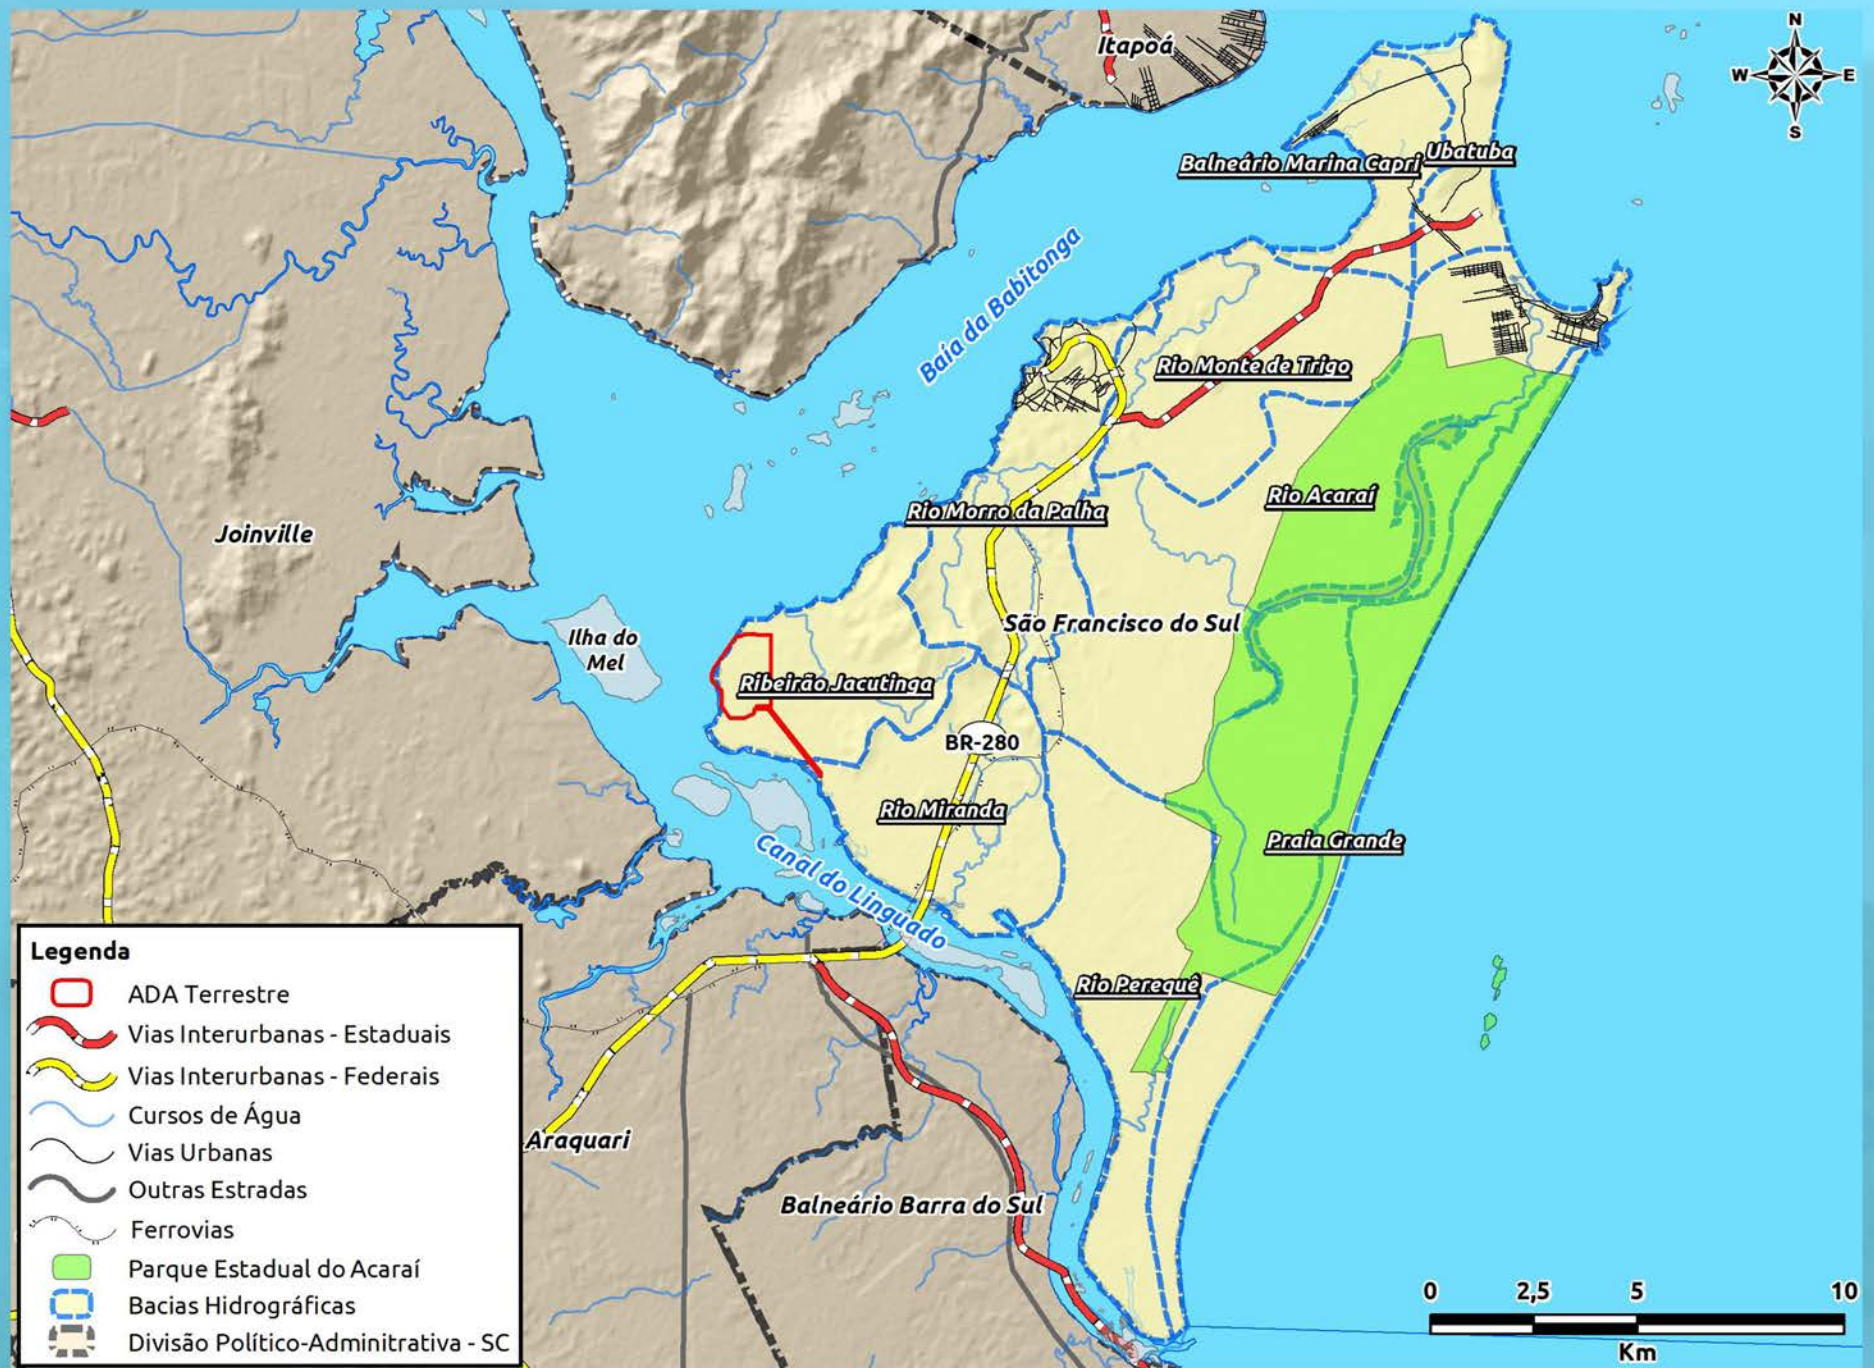 N
W
E
S
Itapoá
Balneário Marina Capri
Ubatuba
Baía da Babitonga
Rio Monte de Trigo
Rio Acaraí
Joinville
Rio Morro da Palha
São Francisco do Sul
Ilha do
Mel
Ribeirão Jacutinga
BR-280
Rio Miranda
Praia Grande
Canal do Linguado
Rio Perequê
Araquari
Balneário Barra do Sul
Legenda
ADA Terrestre
Vias Interurbanas - Estaduais
Vias Interurbanas - Federais
Cursos de Água
Vias Urbanas
Outras Estradas
Ferrovias
Parque Estadual do Acaraí
Bacias Hidrográficas
Divisão Político-Adminitrativa - SC
0 2,5 5 10
Km